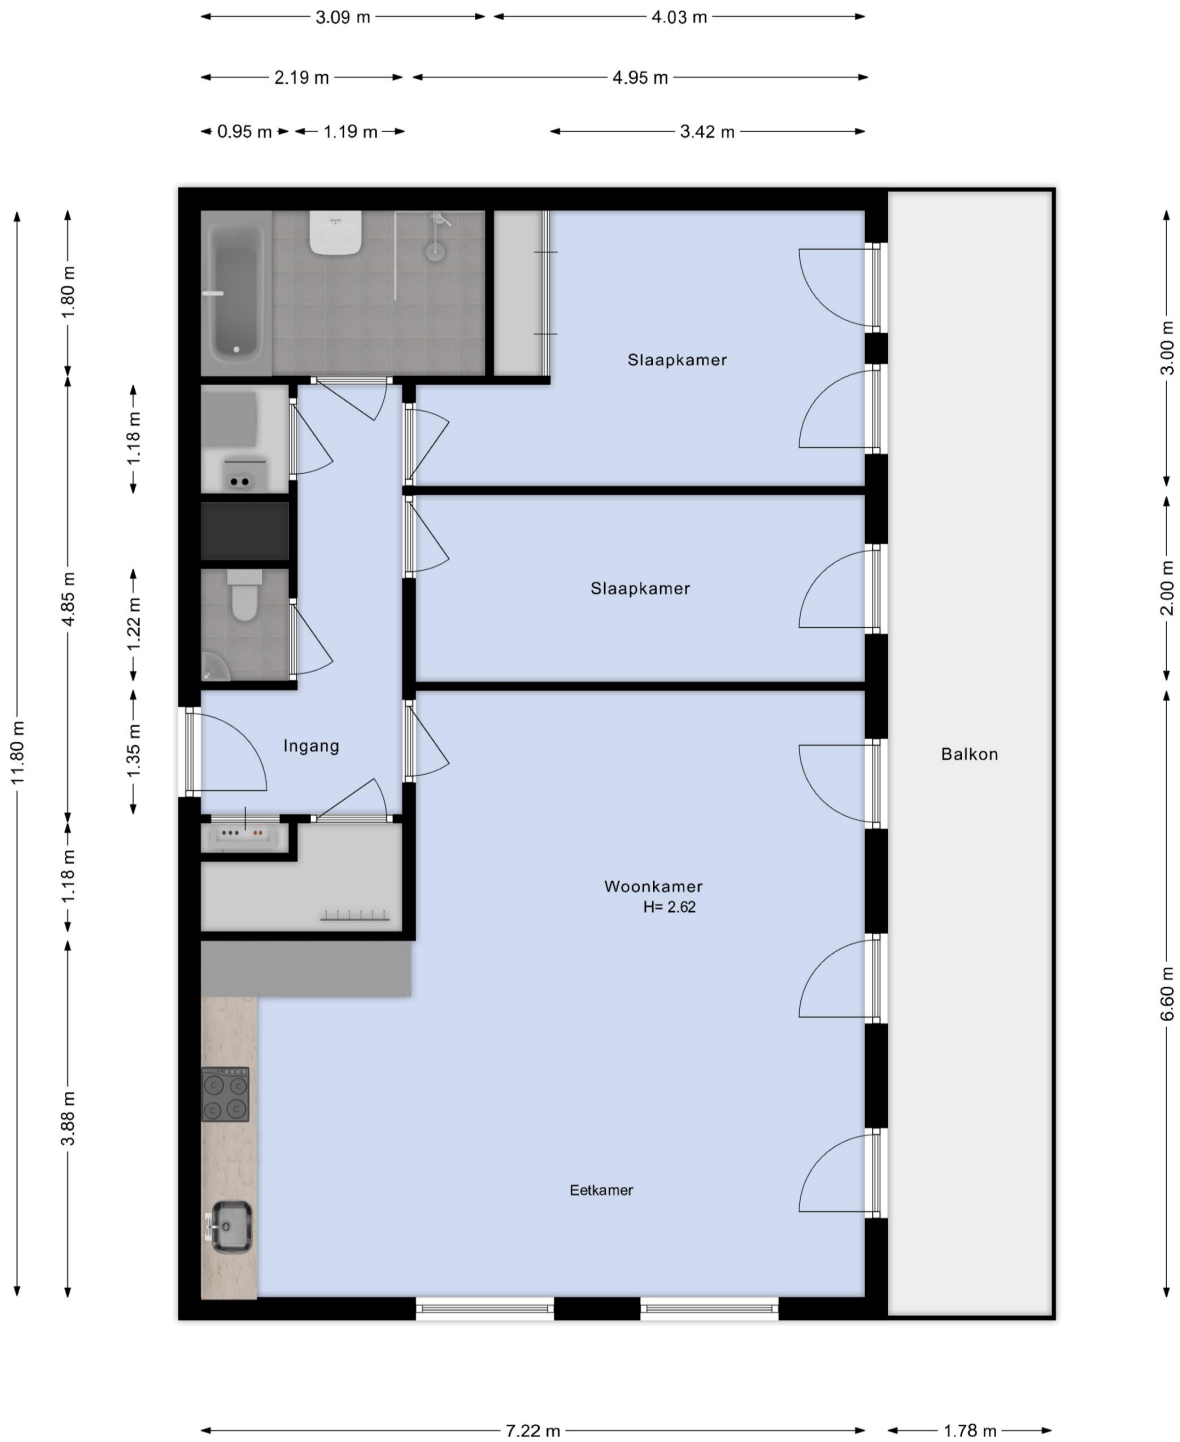 3.09 m
4.03 m
2.19 m
4.95 m
0.95 m
1.19 m
3.42 m
1.80 m
3.00 m
Slaapkamer
1.18 m
2.00 m
Slaapkamer
4.85 m
1.22 m
11.80 m
1.35 m
Ingang
Balkon
1.18 m
Woonkamer
H= 2.62
6.60 m
3.88 m
Eetkamer
7.22 m
1.78 m